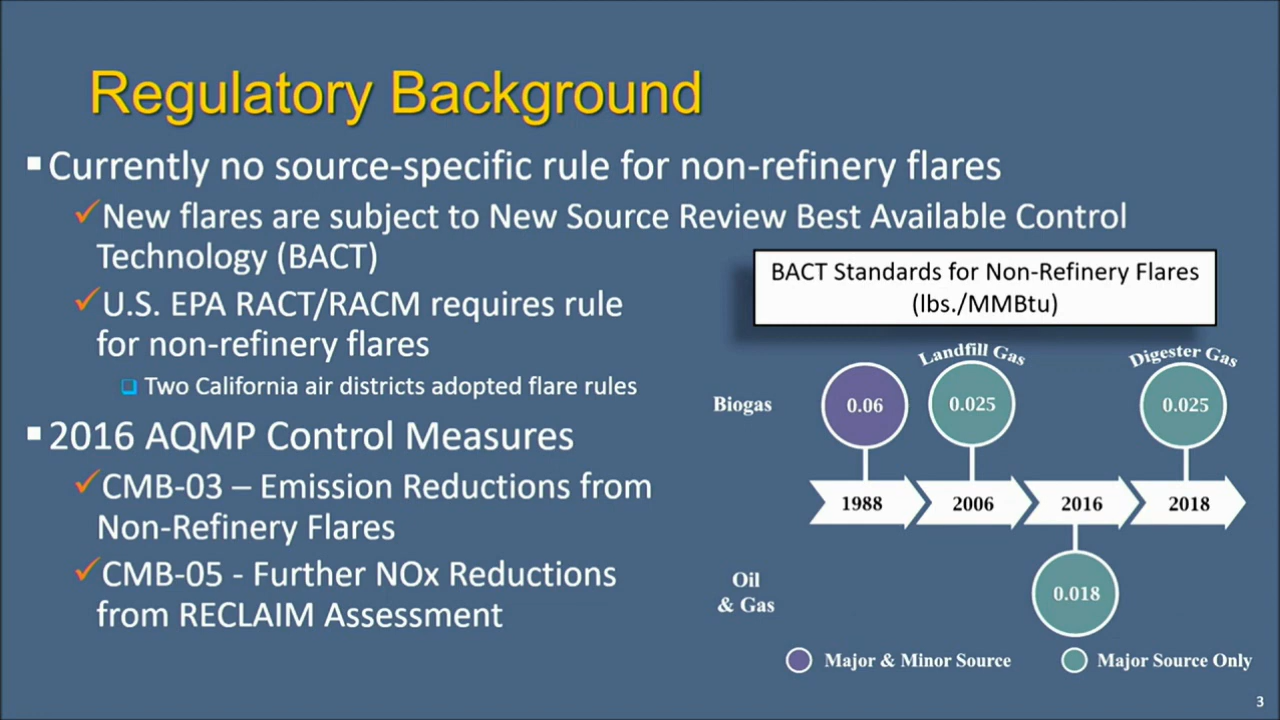 Regulatory Background
Currently no source-specific rule for non-refinery flares
New flares are subject to New Source Review Best Available Control
Technology (BACT)
U.S. EPA RACT/RACM requires rule
for non-refinery flares
Two California air districts adopted flare rules
2016 AQMP Control Measures
CMB-03 – Emission Reductions from
Non-Refinery Flares
CMB-05 - Further NOx Reductions
from RECLAIM Assessment
BACT Standards for Non-Refinery Flares
(lbs./MMBtu)
Landfill Gas
Digester Gas
Biogas
0.06
0.025
0.025
1988
2006
2016
2018
Oil
& Gas
0.018
Major & Minor Source
Major Source Only
3